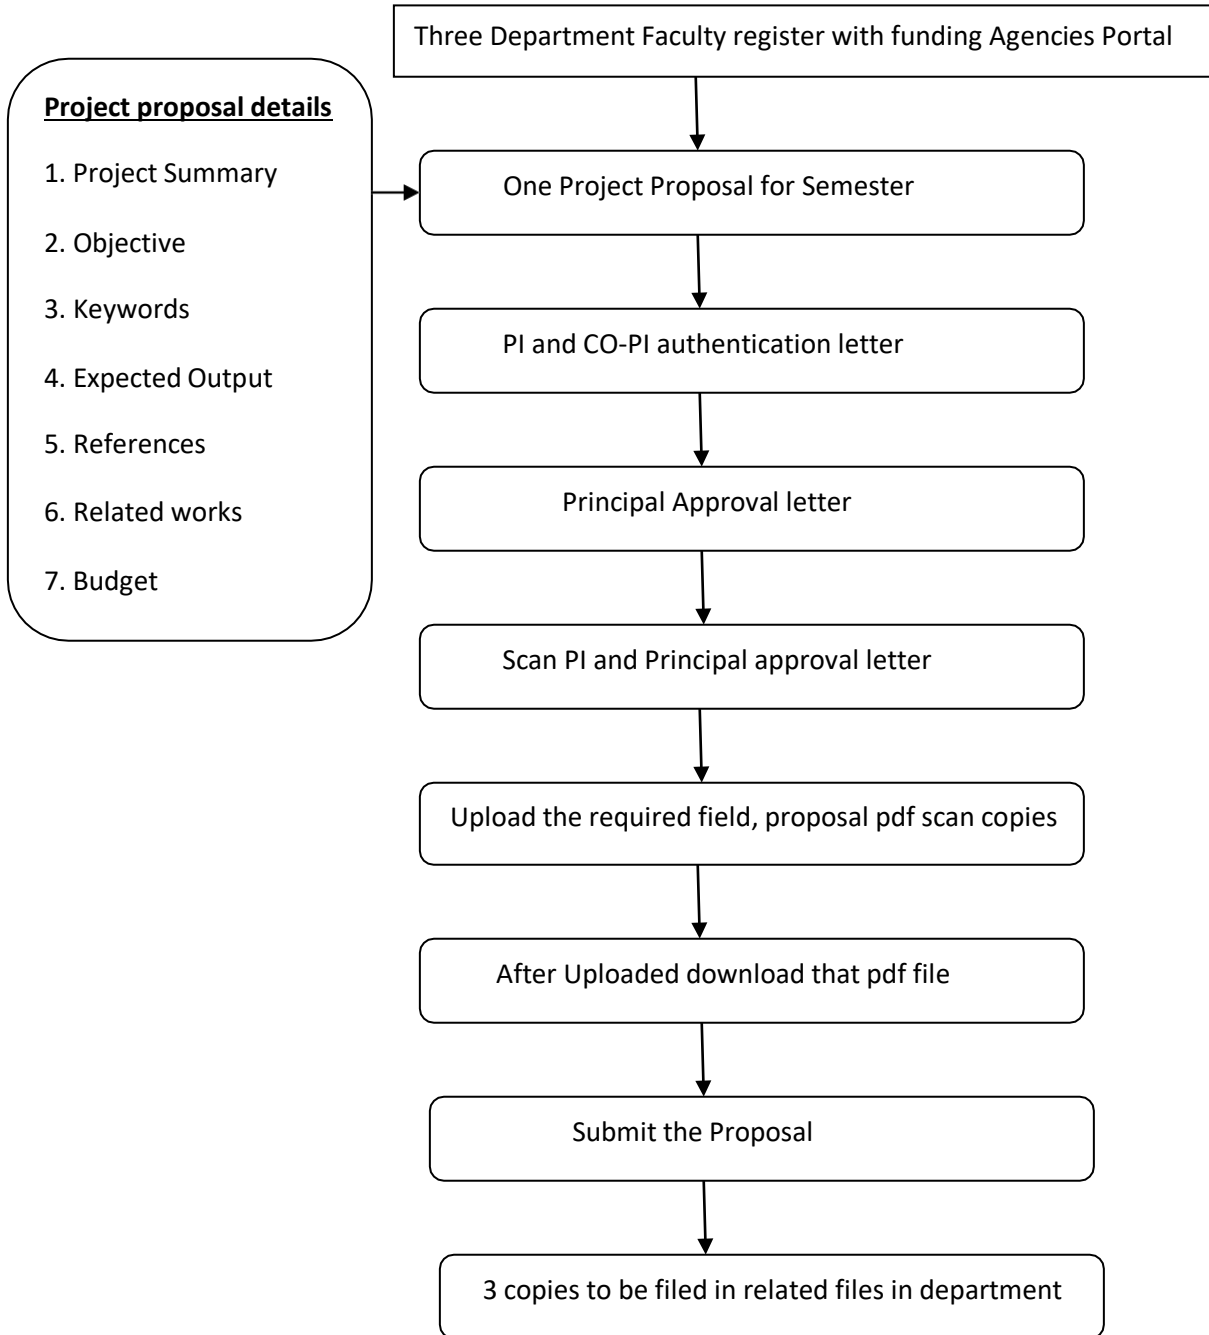 Three Department Faculty register with funding Agencies Portal
Project proposal details
1. Project Summary
2. Objective
3. Keywords
4. Expected Output
5. References
6. Related works
7. Budget
One Project Proposal for Semester
PI and CO-PI authentication letter
Principal Approval letter
Scan PI and Principal approval letter
Upload the required field, proposal pdf scan copies
After Uploaded download that pdf file
Submit the Proposal
3 copies to be filed in related files in department